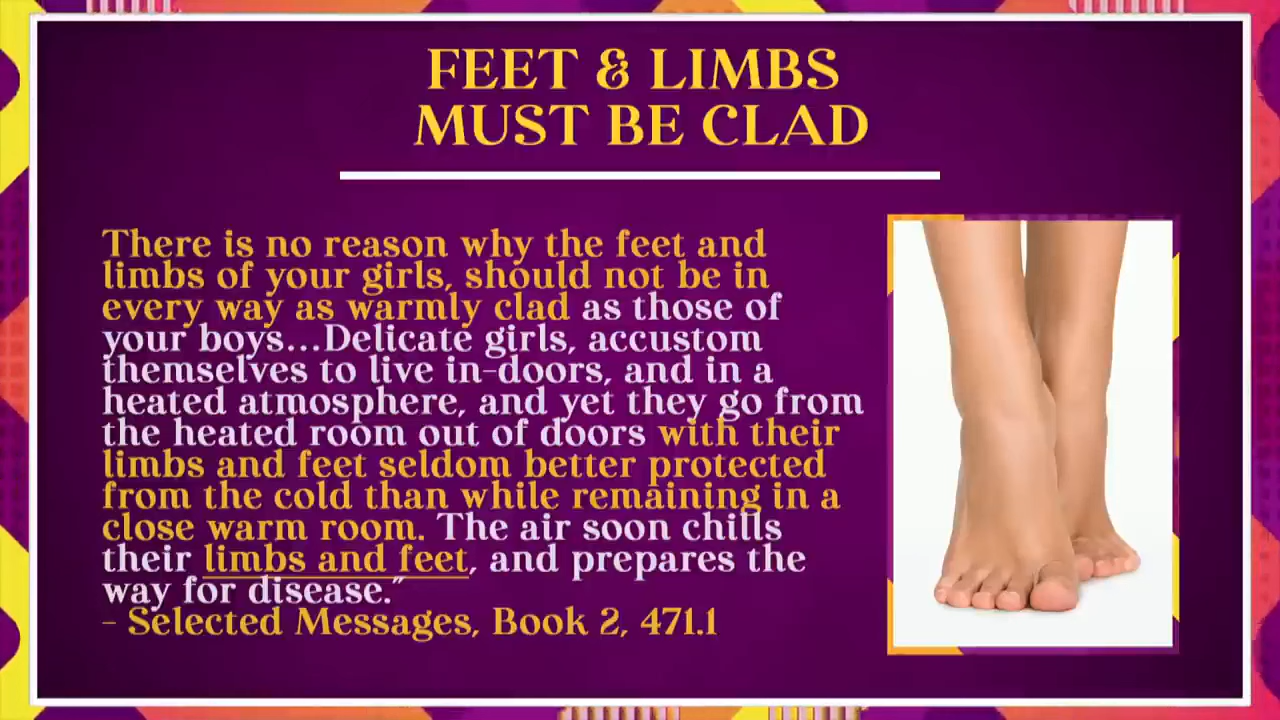 FEET & LIMBS
MUST BE CLAD
There is no reason why the feet and
limbs of your girls, should not be in
every way as warmly clad as those of
your boys...Delicate girls, accustom
themselves to live in-doors, and in a
heated atmosphere, and yet they go from
the heated room out of doors with their
limbs and feet seldom better protected
from the cold than while remaining in a
close warm room. The air soon chills
their limbs and feet, and prepares the
way for disease."
- Selected Messages, Book 2, 471.1